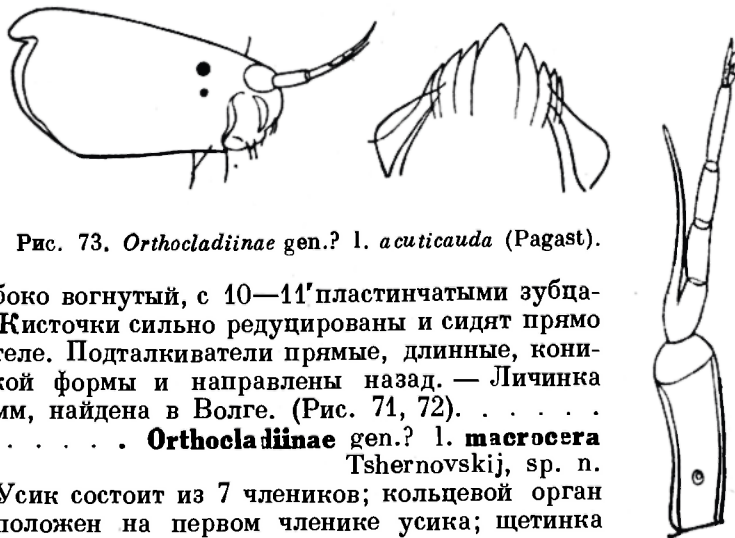 Рис. 73. Orthocladiinae gen.? l. acuticauda (Pagast).
боко вогнутый, с 10—11 пластинчатыми зубца-
Кисточки сильно редуцированы и сидят прямо
теле. Подталкиватели прямые, длинные, кони-
кой формы и направлены назад. — Личинка
им, найдена в Волге. (Рис. 71, 72). . . . . . .
. . . . . . Orthocladiinae gen.? l. macrocera
Tshernovskij, sp. n.
Усик состоит из 7 члеников; кольцевой орган
положен на первом членике усика; щетинка